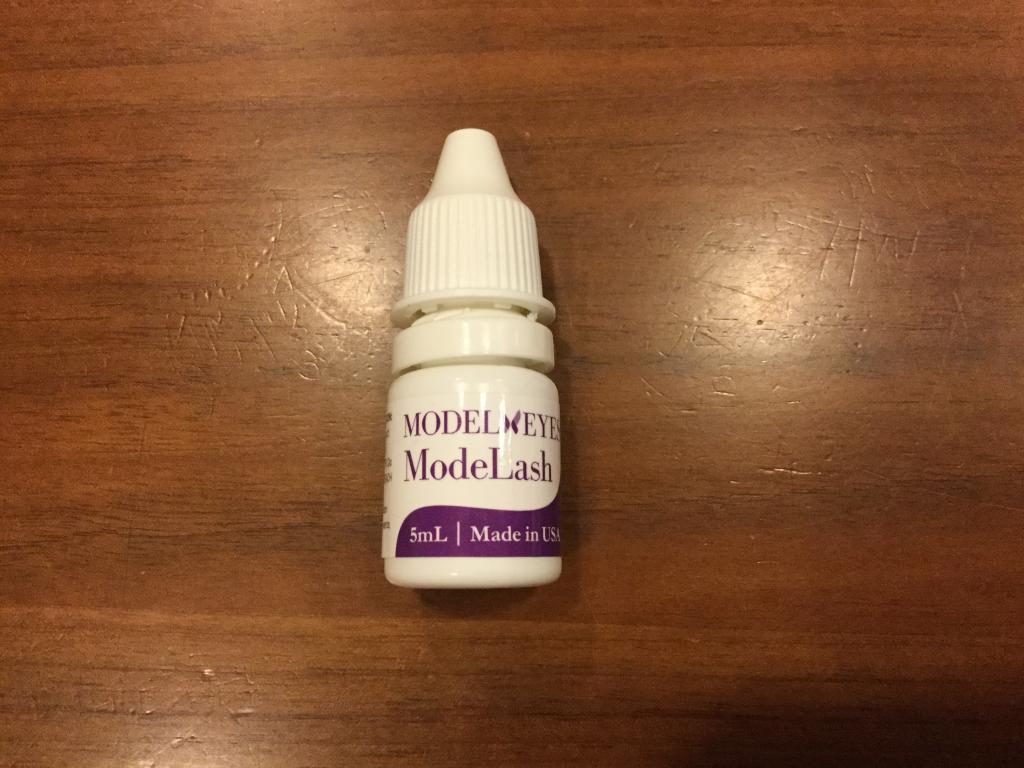 MODEL EYES
ModeLash
5mL | Made in USA